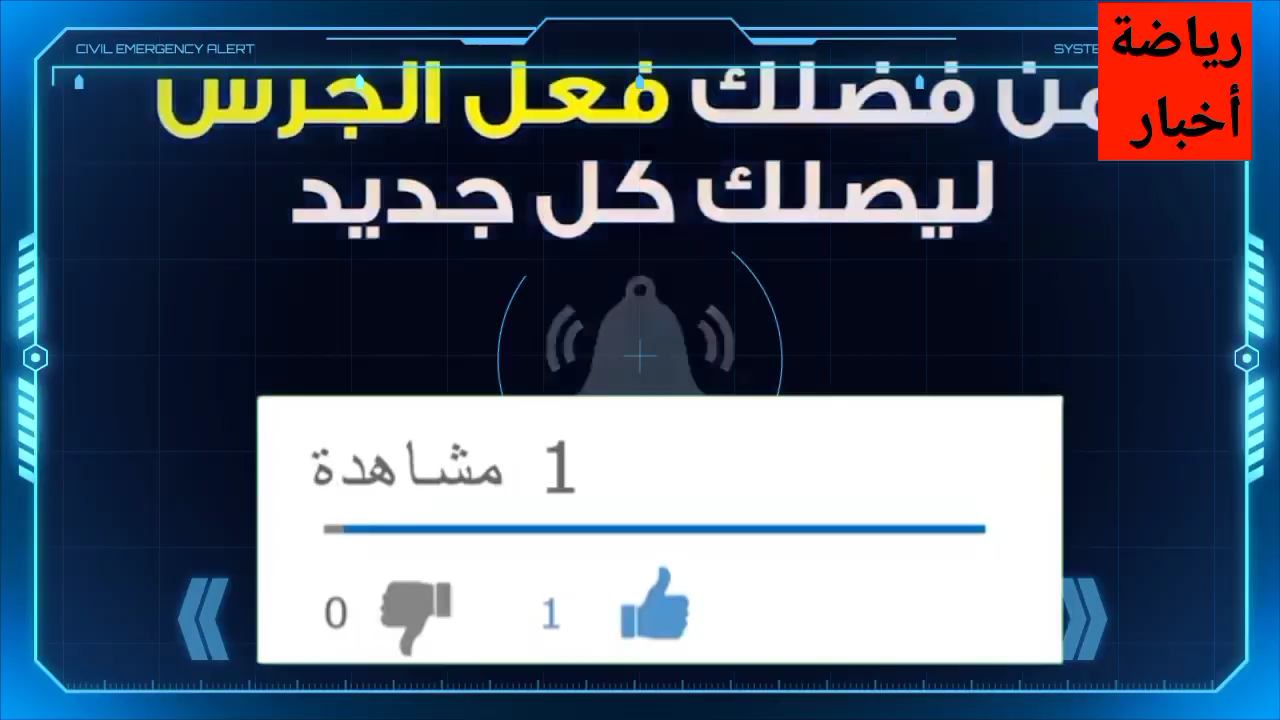 CIVIL EMERGENCY ALERT
رياضة
أخبار
من فضلك فعل الجرس
ليصلك كل جديد
1 مشاهدة
0 1